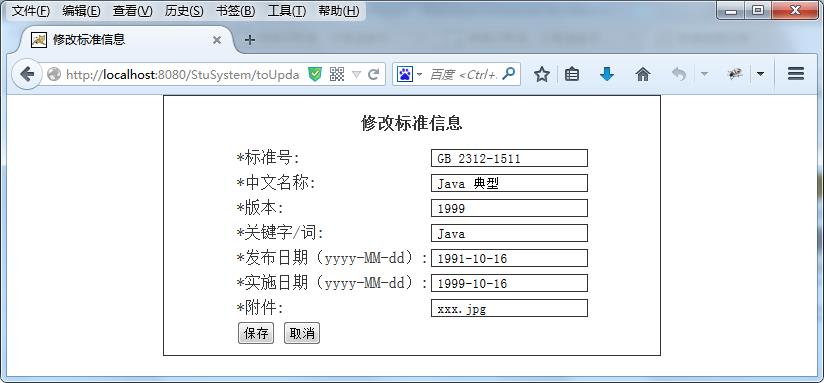 文件(F) 编辑(E) 查看(V) 历史(S) 书签(B) 工具(T) 帮助(H)
修改标准信息
http://localhost:8080/StuSystem/toUpda
百度 <Ctrl+.
修改标准信息
*标准号: GB 2312-1511
*中文名称: Java 典型
*版本: 1999
*关键字/词: Java
*发布日期（yyyy-MM-dd）: 1991-10-16
*实施日期（yyyy-MM-dd）: 1999-10-16
*附件: xxx.jpg
保存 取消